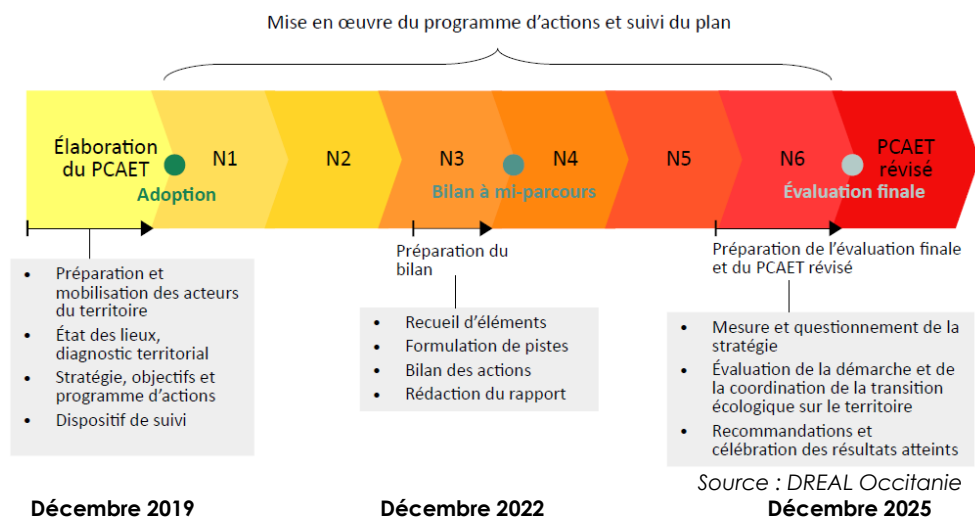 Mise en œuvre du programme d’actions et suivi du plan
Élaboration
du PCAET
N1
N2
N3
N4
N5
N6
PCAET
révisé
Adoption
Bilan à mi-parcours
Évaluation finale
Préparation du
bilan
Préparation de l’évaluation finale
et du PCAET révisé
• Préparation et
mobilisation des acteurs
du territoire
• État des lieux,
diagnostic territorial
• Stratégie, objectifs et
programme d’actions
• Dispositif de suivi
• Recueil d’éléments
• Formulation de pistes
• Bilan des actions
• Rédaction du rapport
• Mesure et questionnement de la
stratégie
• Évaluation de la démarche et de
la coordination de la transition
écologique sur le territoire
• Recommandations et
célébration des résultats atteints
Source : DREAL Occitanie
Décembre 2019
Décembre 2022
Décembre 2025